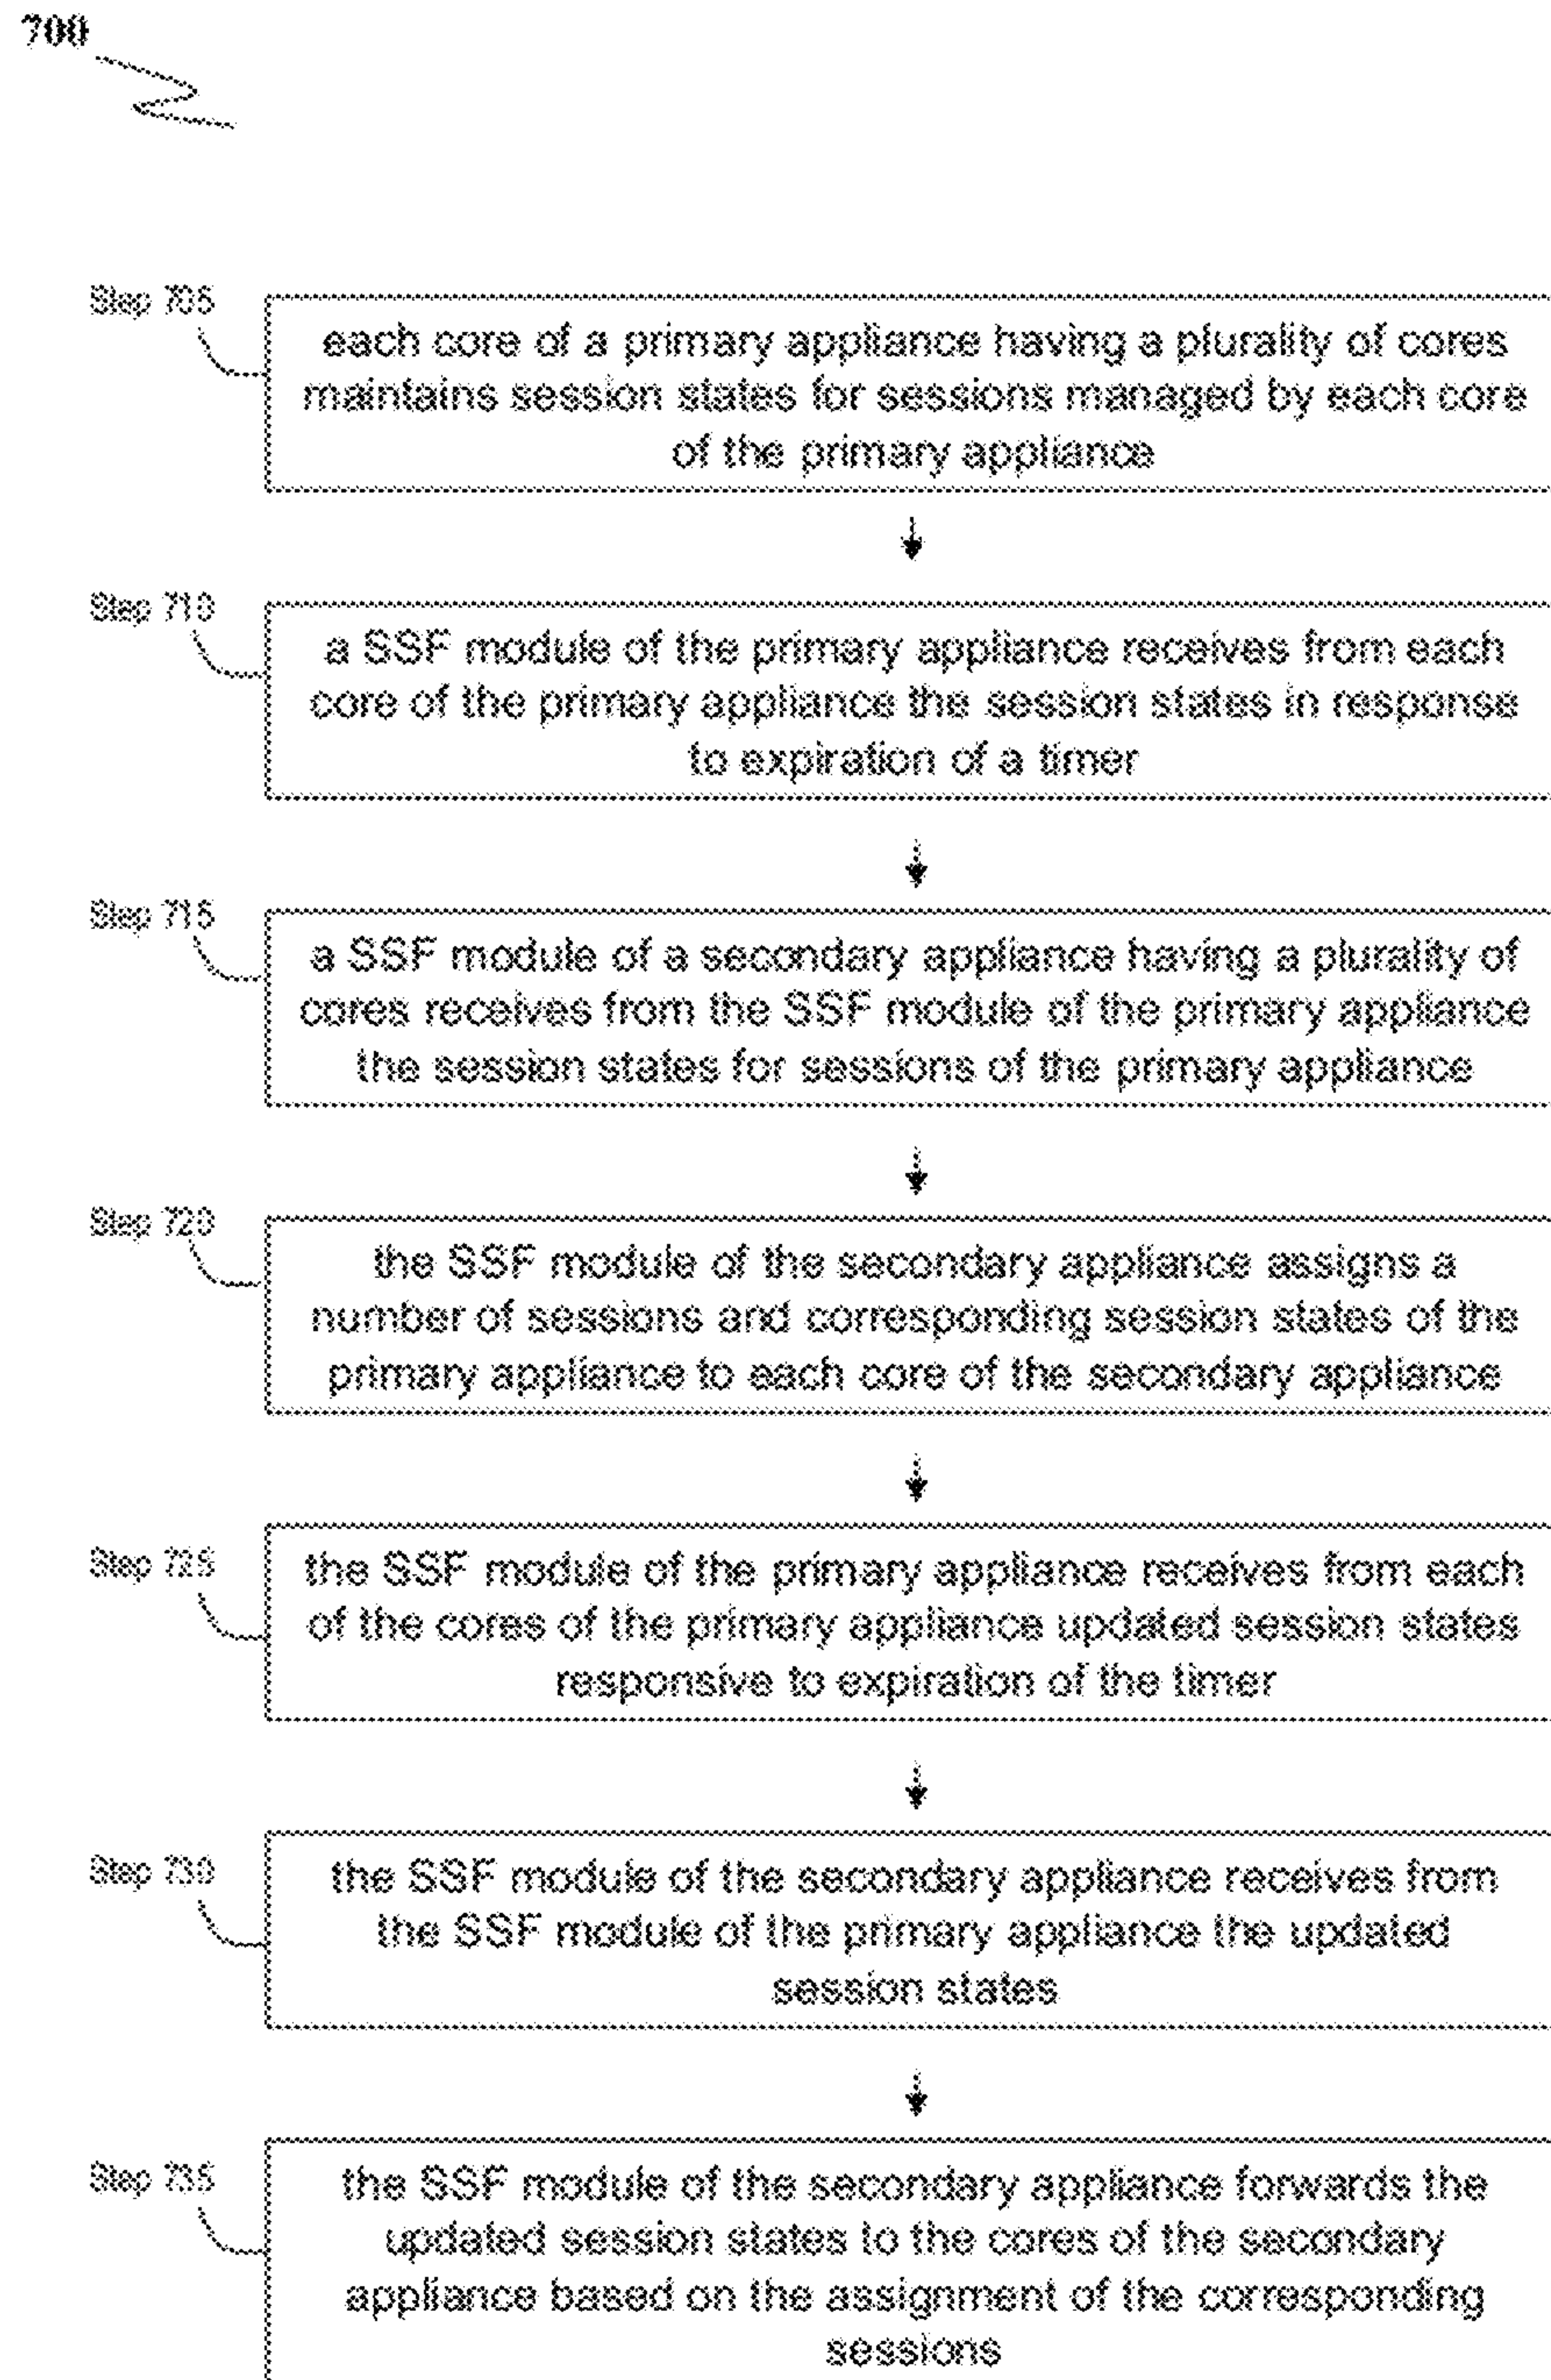 700
Step 705
each core of a primary appliance having a plurality of cores
maintains session states for sessions managed by each core
of the primary appliance
Step 710
a SSF module of the primary appliance receives from each
core of the primary appliance the session states in response
to expiration of a timer
Step 715
a SSF module of a secondary appliance having a plurality of
cores receives from the SSF module of the primary appliance
the session states for sessions of the primary appliance
Step 720
the SSF module of the secondary appliance assigns a
number of sessions and corresponding session states of the
primary appliance to each core of the secondary appliance
Step 725
the SSF module of the primary appliance receives from each
of the cores of the primary appliance updated session states
responsive to expiration of the timer
Step 730
the SSF module of the secondary appliance receives from
the SSF module of the primary appliance the updated
session states
Step 735
the SSF module of the secondary appliance forwards the
updated session states to the cores of the secondary
appliance based on the assignment of the corresponding
sessions